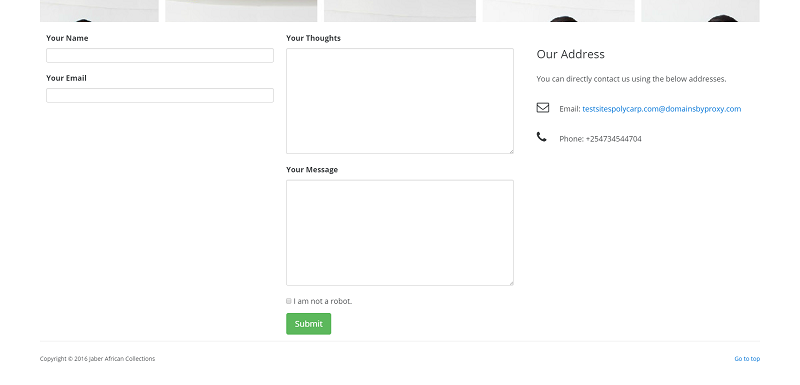 Your Name
Your Email
Your Thoughts
Your Message
I am not a robot.
Submit
Our Address
You can directly contact us using the below addresses.
Email: testsitespolycarp.com@domainsbyproxy.com
Phone: +254734544704
Copyright © 2016 Jaber African Collections
Go to top